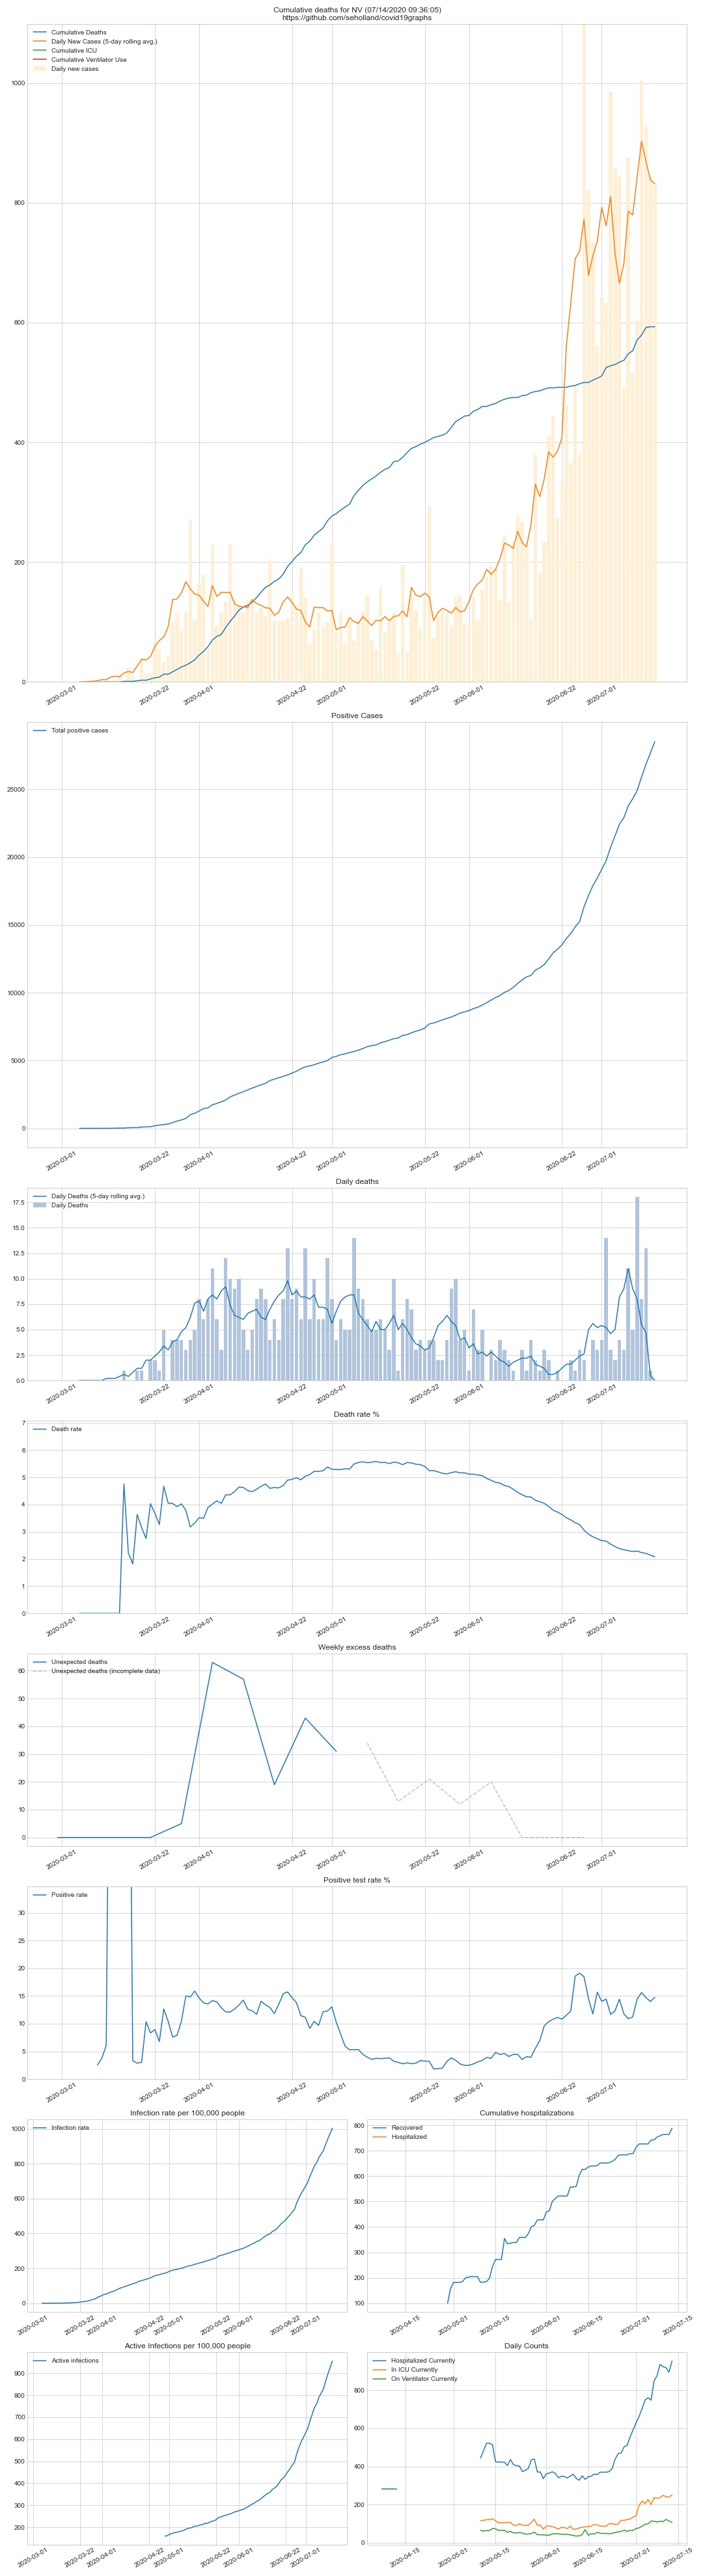 Cumulative deaths for NV (07/14/2020 09:36:05)
https://github.com/seholland/covid19graphs
Cumulative Deaths
Daily New Cases (5-day rolling avg.)
Cumulative ICU
Cumulative Ventilator Use
Daily new cases
1000
800
600
400
200
0
2020-03-01 2020-03-22 2020-04-01 2020-04-22 2020-05-01 2020-05-22 2020-06-01 2020-06-22 2020-07-01
Positive Cases
Total positive cases
25000
20000
15000
10000
5000
0
2020-03-01 2020-03-22 2020-04-01 2020-04-22 2020-05-01 2020-05-22 2020-06-01 2020-06-22 2020-07-01
Daily deaths
Daily Deaths (5-day rolling avg.)
Daily Deaths
17.5
15.0
12.5
10.0
7.5
5.0
2.5
0.0
2020-03-01 2020-03-22 2020-04-01 2020-04-22 2020-05-01 2020-05-22 2020-06-01 2020-06-22 2020-07-01
Death rate %
Death rate
7
6
5
4
3
2
1
0
2020-03-01 2020-03-22 2020-04-01 2020-04-22 2020-05-01 2020-05-22 2020-06-01 2020-06-22 2020-07-01
Weekly excess deaths
Unexpected deaths
Unexpected deaths (incomplete data)
60
50
40
30
20
10
0
2020-03-01 2020-03-22 2020-04-01 2020-04-22 2020-05-01 2020-05-22 2020-06-01 2020-06-22 2020-07-01
Positive test rate %
Positive rate
30
25
20
15
10
5
0
2020-03-01 2020-03-22 2020-04-01 2020-04-22 2020-05-01 2020-05-22 2020-06-01 2020-06-22 2020-07-01
Infection rate per 100,000 people
Infection rate
1000
800
600
400
200
0
2020-03-01 2020-03-22 2020-04-01 2020-04-22 2020-05-01 2020-05-22 2020-06-01 2020-06-22 2020-07-01
Cumulative hospitalizations
Recovered
Hospitalized
800
700
600
500
400
300
200
100
2020-04-15 2020-05-01 2020-05-15 2020-06-01 2020-06-15 2020-07-01 2020-07-15
Active Infections per 100,000 people
Active infections
900
800
700
600
500
400
300
200
2020-03-01 2020-03-22 2020-04-01 2020-04-22 2020-05-01 2020-05-22 2020-06-01 2020-06-22 2020-07-01
Daily Counts
Hospitalized Currently
In ICU Currently
On Ventilator Currently
800
600
400
200
0
2020-04-15 2020-05-01 2020-05-15 2020-06-01 2020-06-15 2020-07-01 2020-07-15